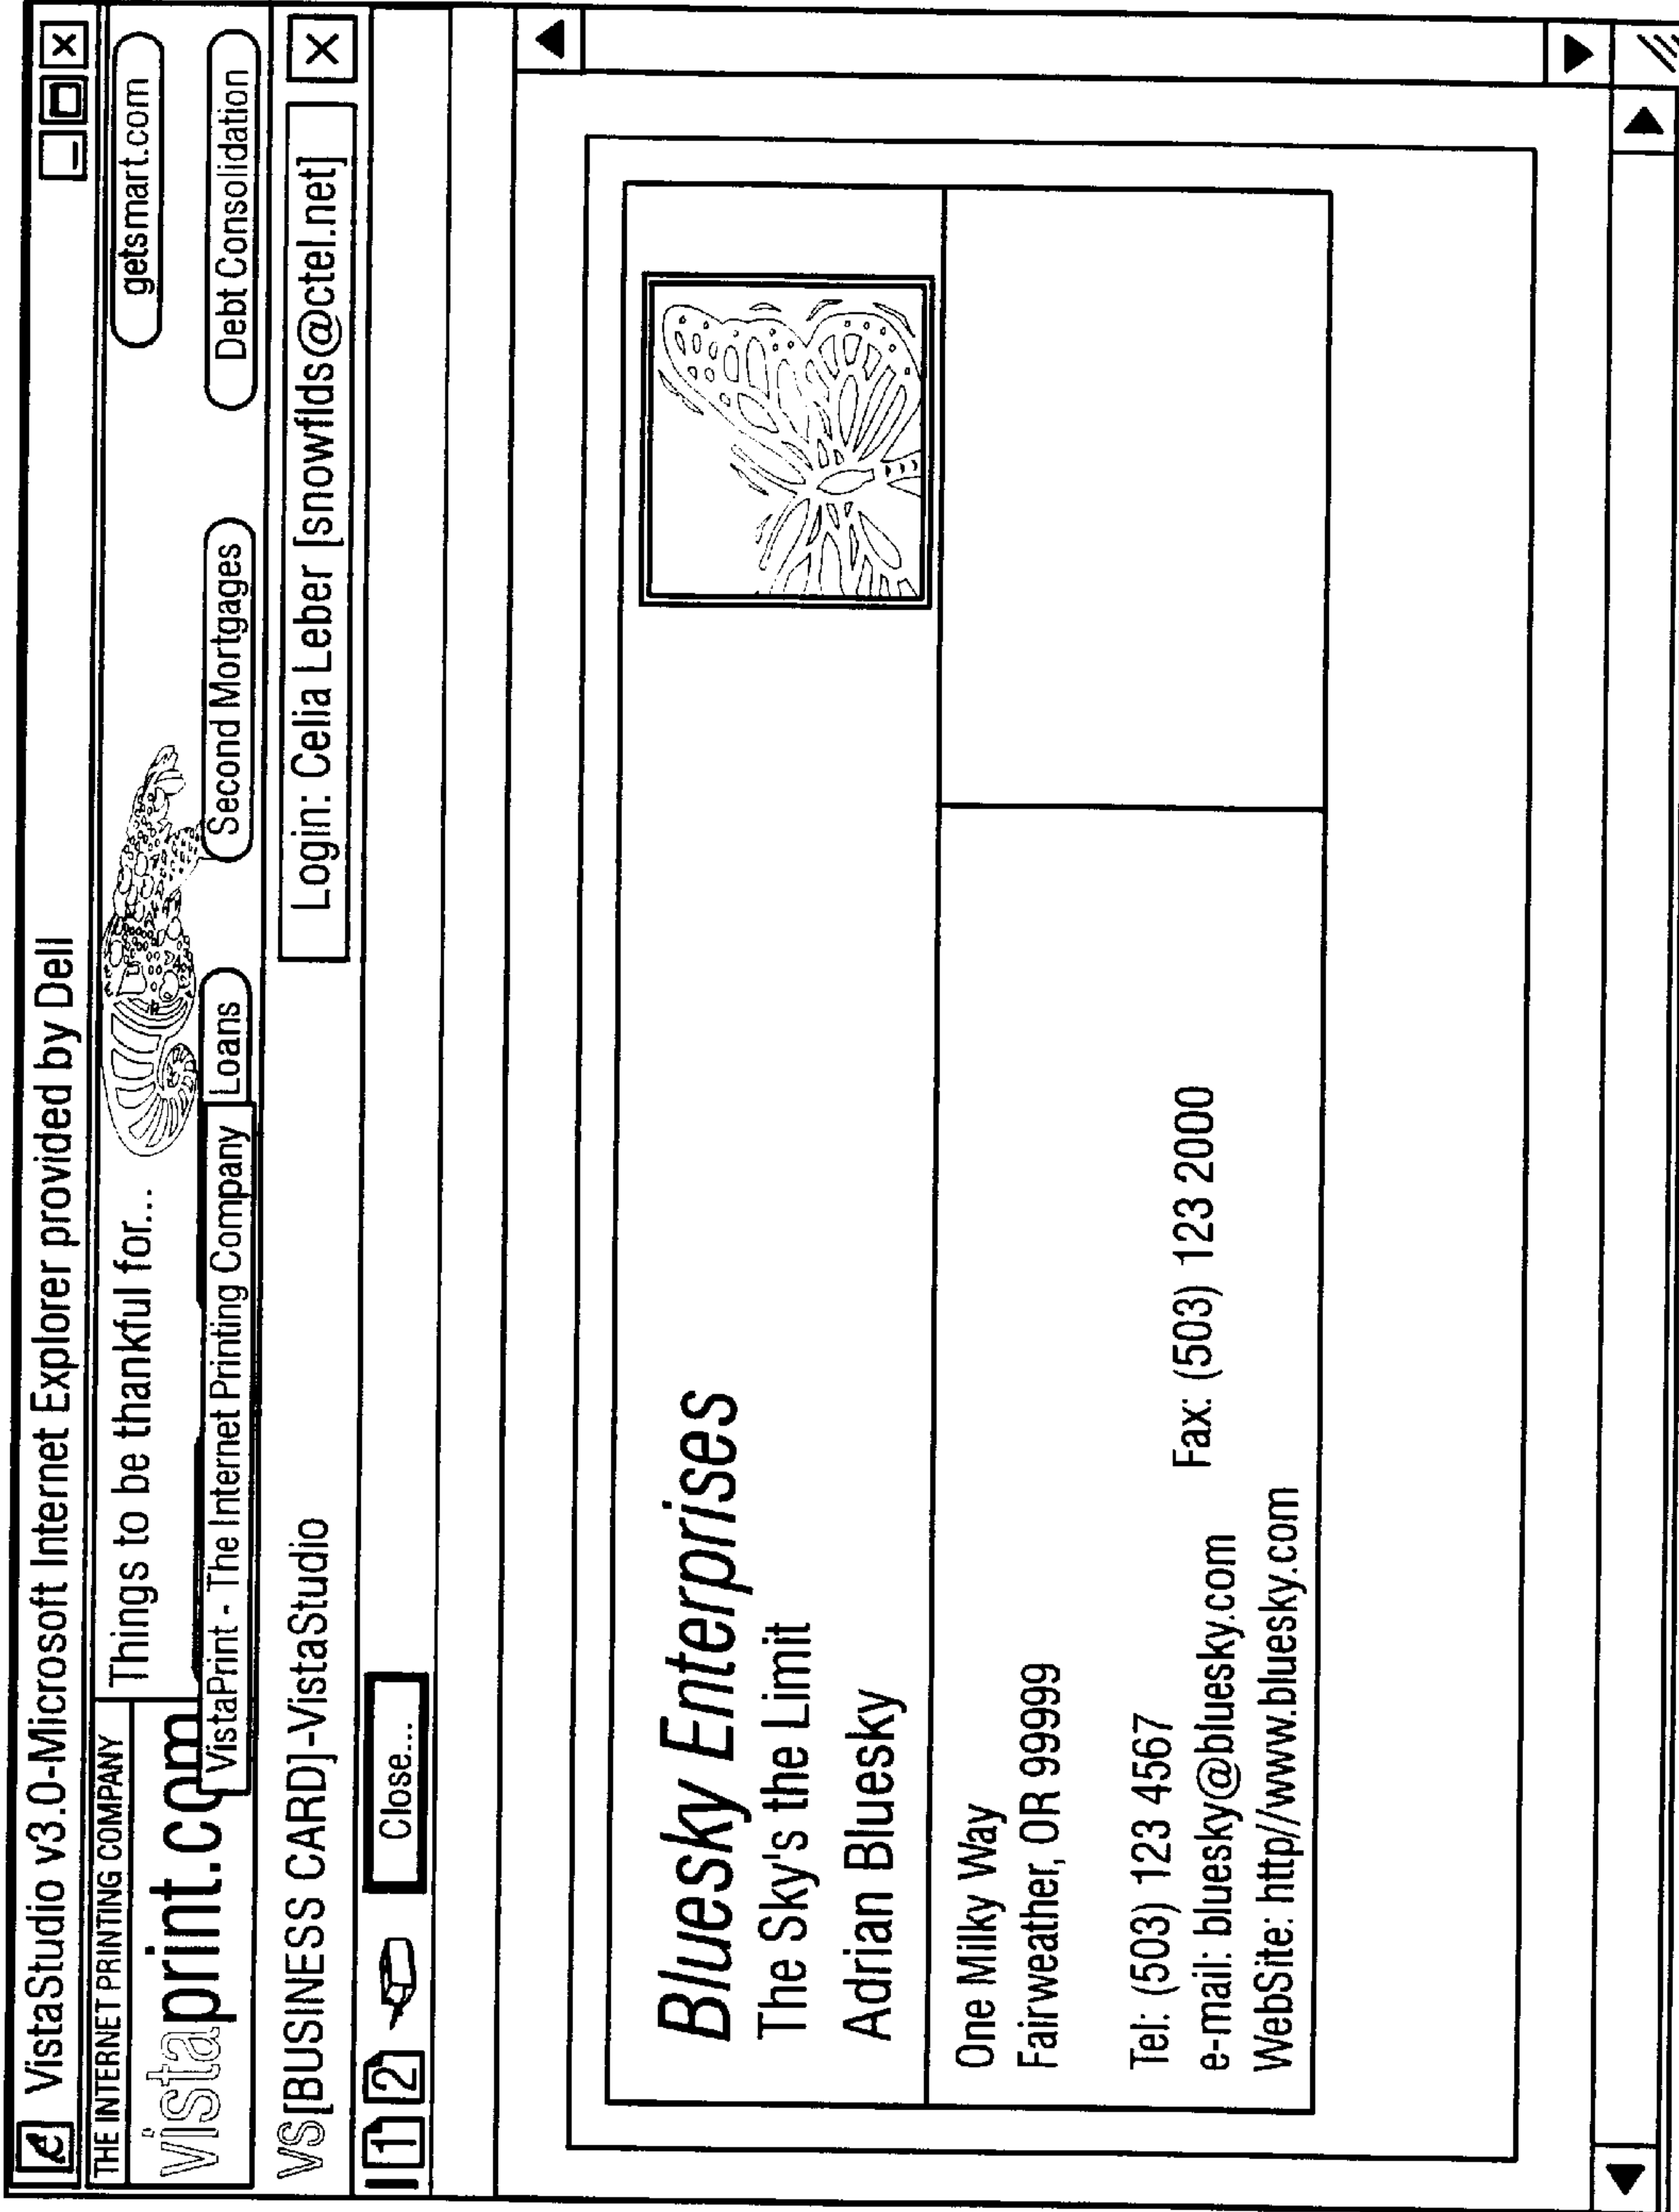 VistaStudio v3.0-Microsoft Internet Explorer provided by Dell
THE INTERNET PRINTING COMPANY
vistaprint.com
Things to be thankful for...
getsmart.com
VistaPrint - The Internet Printing Company
Loans
Second Mortgages
Debt Consolidation
VS[BUSINESS CARD]-VistaStudio
Login: Celia Leber [snowflds@ctel.net]
1 2 Close...
Bluesky Enterprises
The Sky's the Limit
Adrian Bluesky
One Milky Way
Fairweather, OR 99999
Tel: (503) 123 4567
Fax: (503) 123 2000
e-mail: bluesky@bluesky.com
WebSite: http//www.bluesky.com